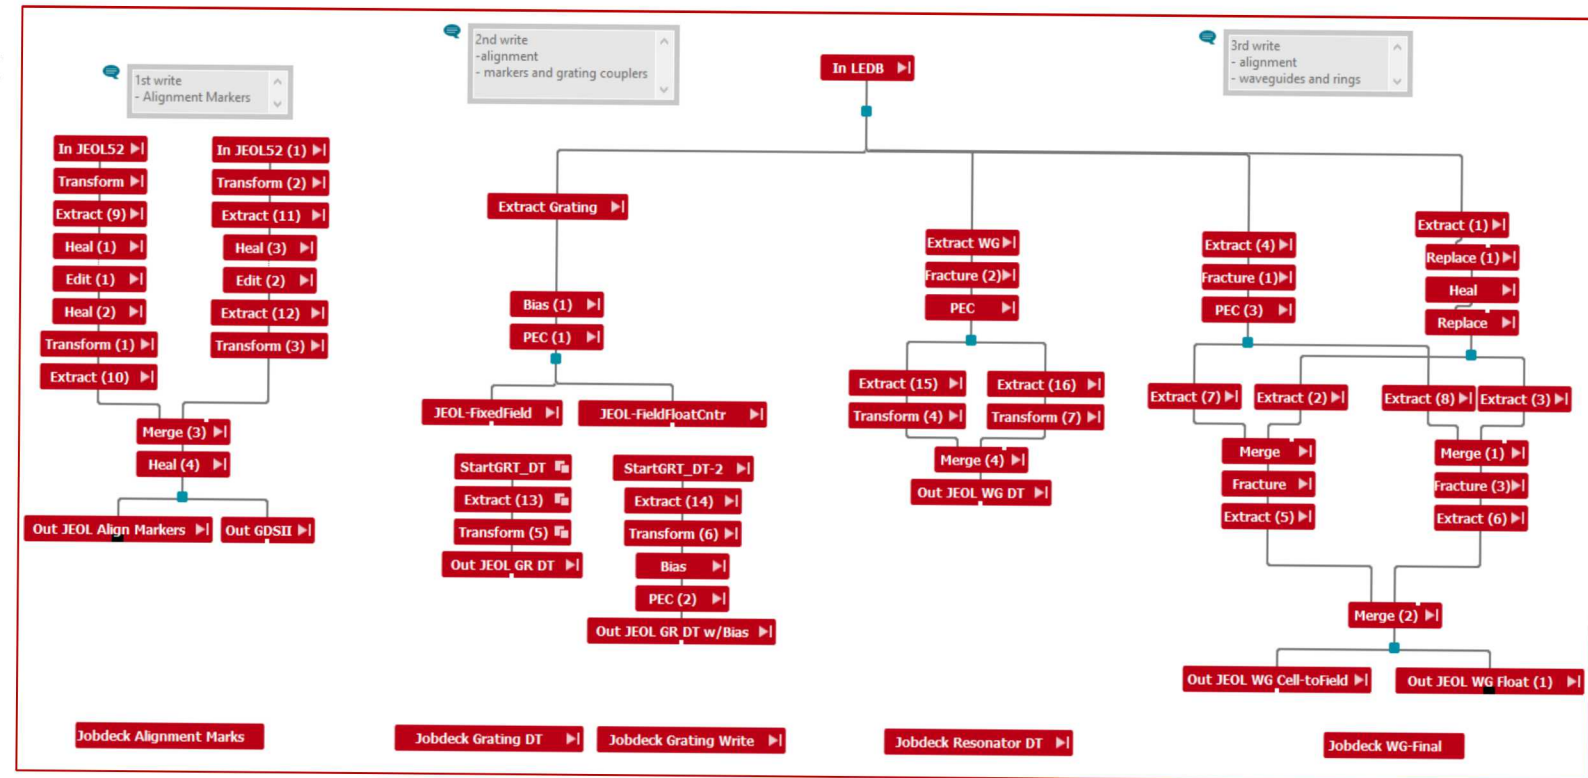 1st write
- Alignment Markers
2nd write
-alignment
- markers and grating couplers
In LEDB
3rd write
- alignment
- waveguides and rings
In JEOL52
Transform
Extract (9)
Heal (1)
Edit (1)
Heal (2)
Transform (1)
Extract (10)
In JEOL52 (1)
Transform (2)
Extract (11)
Heal (3)
Edit (2)
Extract (12)
Transform (3)
Merge (3)
Heal (4)
Out JEOL Align Markers
Out GDSII
Extract Grating
Bias (1)
PEC (1)
JEOL-FixedField
JEOL-FieldFloatCntr
StartGRT_DT
Extract (13)
Transform (5)
Out JEOL GR DT
StartGRT_DT-2
Extract (14)
Transform (6)
Bias
PEC (2)
Out JEOL GR DT w/Bias
Extract WG
Fracture (2)
PEC
Extract (15)
Transform (4)
Extract (16)
Transform (7)
Merge (4)
Out JEOL WG DT
Extract (4)
Fracture (1)
PEC (3)
Extract (1)
Replace (1)
Heal
Replace
Extract (7)
Extract (2)
Extract (8)
Extract (3)
Merge
Fracture
Extract (5)
Merge (1)
Fracture (3)
Extract (6)
Merge (2)
Out JEOL WG Cell-toField
Out JEOL WG Float (1)
Jobdeck Alignment Marks
Jobdeck Grating DT
Jobdeck Grating Write
Jobdeck Resonator DT
Jobdeck WG-Final